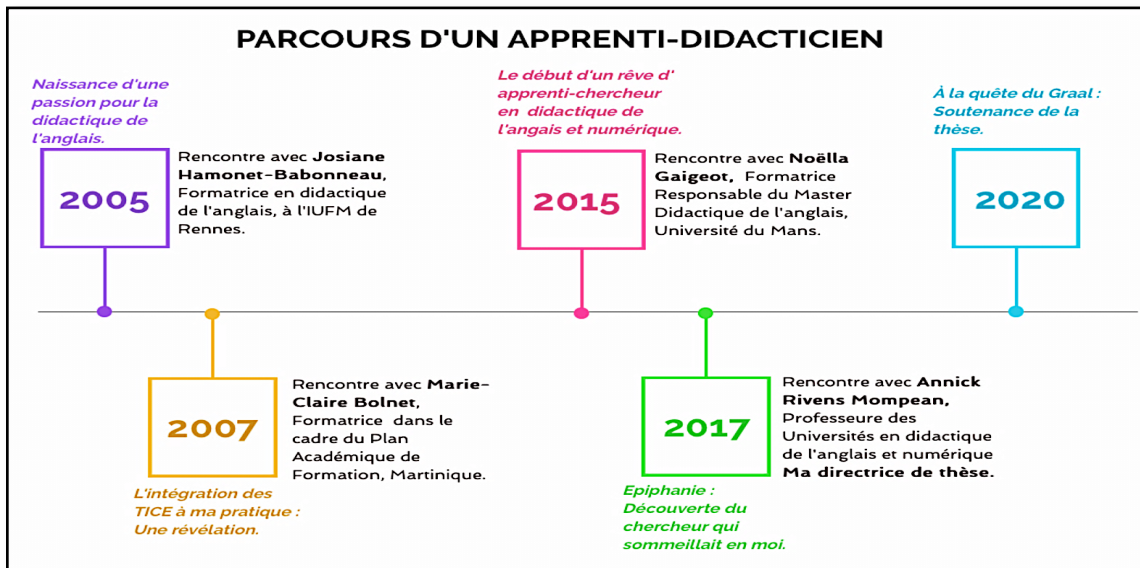 PARCOURS D'UN APPRENTI-DIDACTICIEN
Naissance d'une
passion pour la
didactique de
l'anglais.
2005
Rencontre avec Josiane
Hamonet-Babonneau,
Formatrice en didactique
de l'anglais, à l'IUFM de
Rennes.
Le début d'un rêve d'
apprenti-chercheur
en didactique de
l'angais et numérique.
2015
Rencontre avec Noëlla
Gaigeot, Formatrice
Responsable du Master
Didactique de l'anglais,
Université du Mans.
À la quête du Graal :
Soutenance de la
thèse.
2020
2007
Rencontre avec Marie-
Claire Bolnet,
Formatrice dans le
cadre du Plan
Académique de
Formation, Martinique.
L'intégration des
TICE à ma pratique :
Une révélation.
2017
Rencontre avec Annick
Rivens Mompean,
Professeure des
Universités en didactique
de l'anglais et numérique
Ma directrice de thèse.
Epiphanie :
Découverte du
chercheur qui
sommeillait en moi.